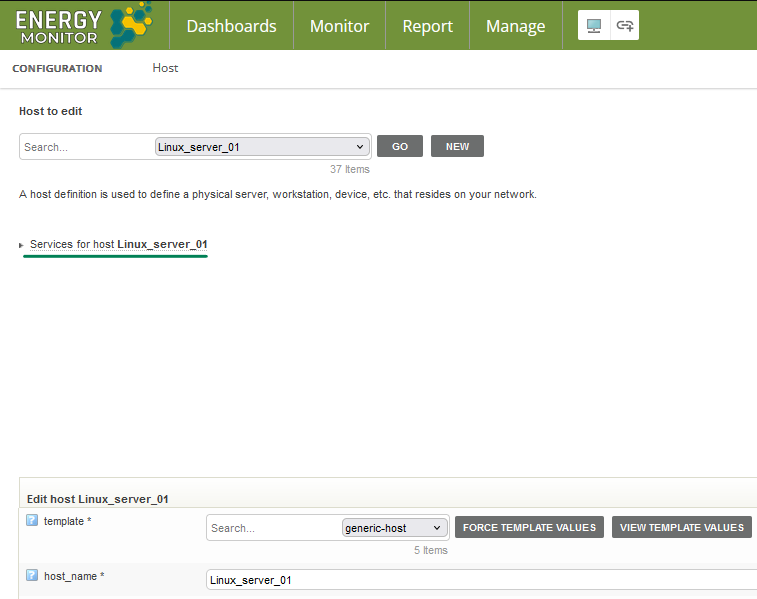 ENERGY
MONITOR
Dashboards Monitor Report Manage
CONFIGURATION Host
Host to edit
Search... Linux_server_01 GO NEW
37 Items
A host definition is used to define a physical server, workstation, device, etc. that resides on your network.
Services for host Linux_server_01
Edit host Linux_server_01
? template * Search... generic-host FORCE TEMPLATE VALUES VIEW TEMPLATE VALUES
5 Items
? host_name * Linux_server_01